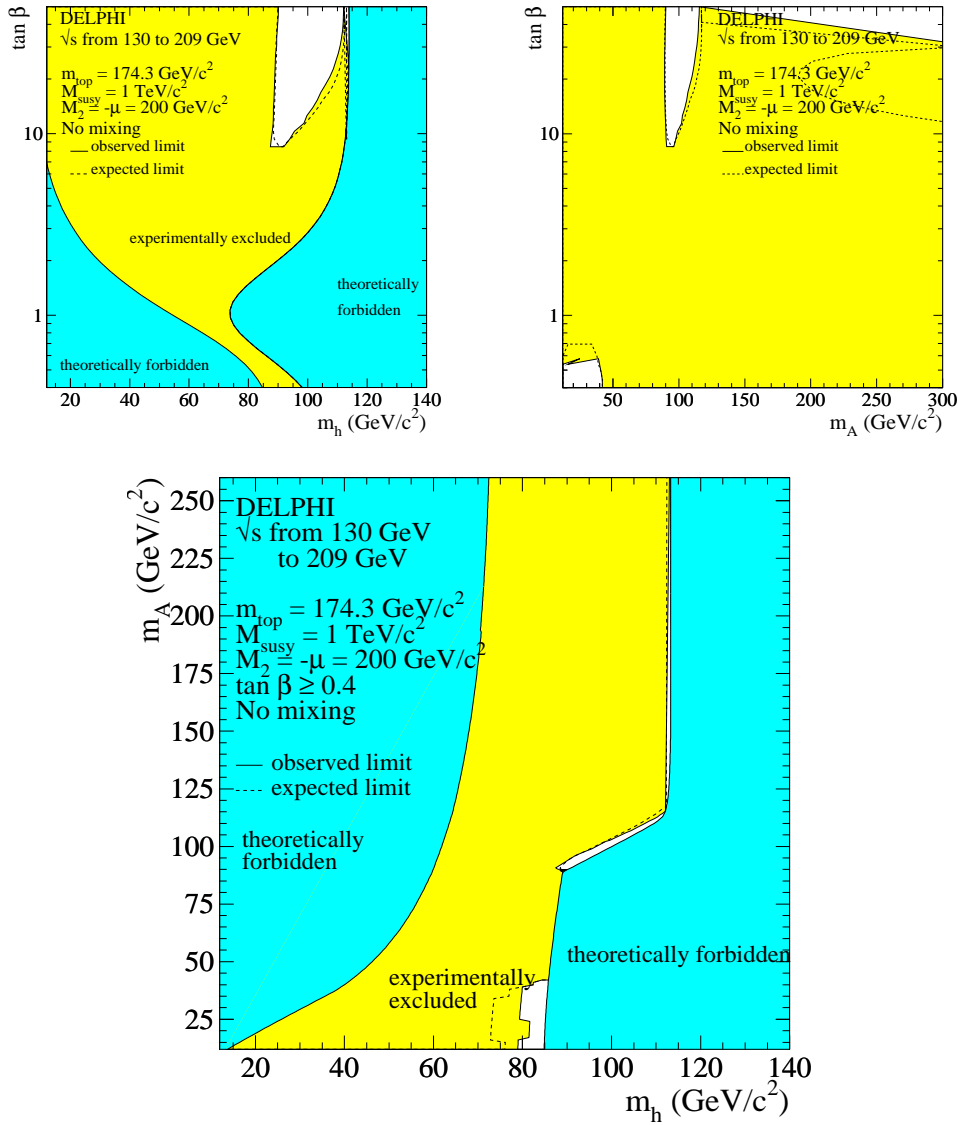 tan β
DELPHI
√s from 130 to 209 GeV
m_top = 174.3 GeV/c²
M_susy = 1 TeV/c²
M_2 = -μ = 200 GeV/c²
No mixing
observed limit
expected limit
experimentally excluded
theoretically
forbidden
theoretically forbidden
10
1
20 40 60 80 100 120 140
m_h (GeV/c²)
tan β
DELPHI
√s from 130 to 209 GeV
m_top = 174.3 GeV/c²
M_susy = 1 TeV/c²
M_2 = -μ = 200 GeV/c²
No mixing
observed limit
expected limit
10
1
50 100 150 200 250 300
m_A (GeV/c²)
m_A (GeV/c²)
250
225
200
175
150
125
100
75
50
25
DELPHI
√s from 130 GeV
to 209 GeV
m_top = 174.3 GeV/c²
M_susy = 1 TeV/c²
M_2 = -μ = 200 GeV/c²
tan β ≥ 0.4
No mixing
observed limit
expected limit
theoretically
forbidden
experimentally
excluded
theoretically forbidden
20 40 60 80 100 120 140
m_h (GeV/c²)